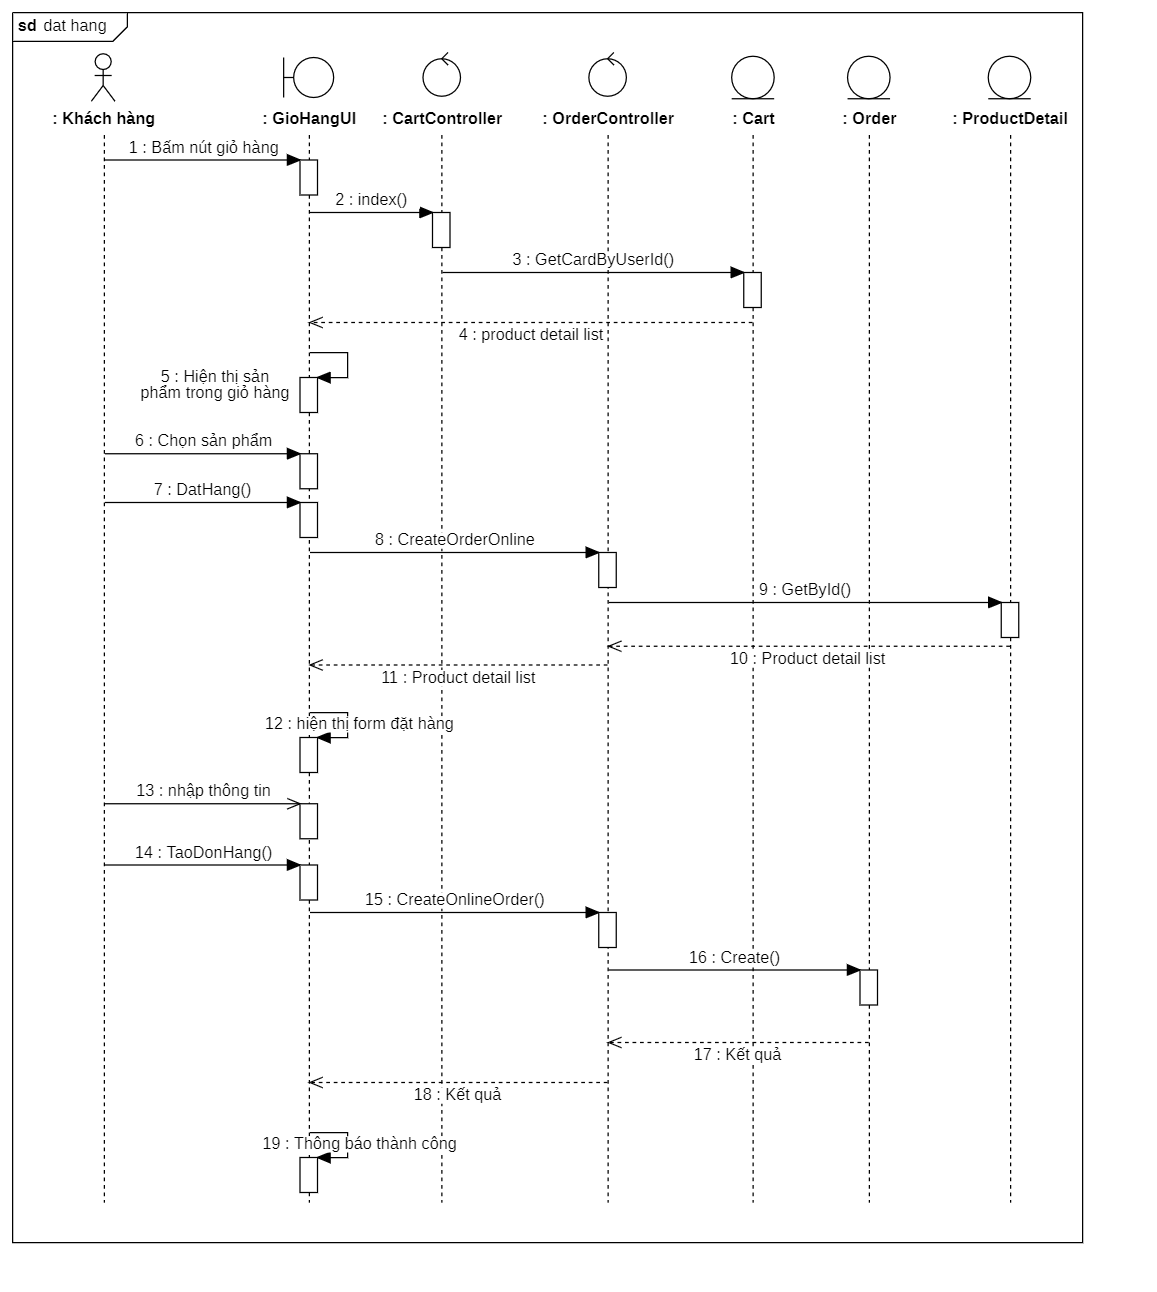 sd dat hang
: Khách hàng
: GioHangUI
: CartController
: OrderController
: Cart
: Order
: ProductDetail
1 : Bấm nút giỏ hàng
2 : index()
3 : GetCardByUserId()
4 : product detail list
5 : Hiện thị sản
phẩm trong giỏ hàng
6 : Chọn sản phẩm
7 : DatHang()
8 : CreateOrderOnline
9 : GetById()
10 : Product detail list
11 : Product detail list
12 : hiện thị form đặt hàng
13 : nhập thông tin
14 : TaoDonHang()
15 : CreateOnlineOrder()
16 : Create()
17 : Kết quả
18 : Kết quả
19 : Thông báo thành công